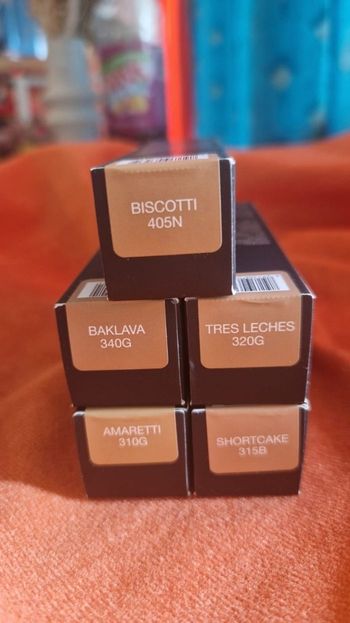 BISCOTTI
405N
BAKLAVA
340G
TRES LECHES
320G
AMARETTI
310G
SHORTCAKE
315B